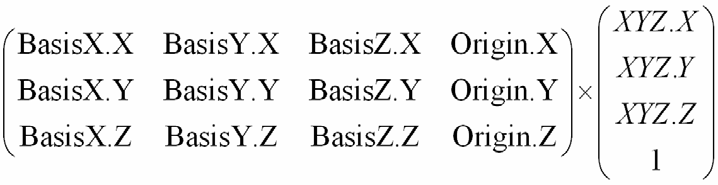 BasisX.X BasisY.X BasisZ.X Origin.X
BasisX.Y BasisY.Y BasisZ.Y Origin.Y
BasisX.Z BasisY.Z BasisZ.Z Origin.Z
×
XYZ.X
XYZ.Y
XYZ.Z
1